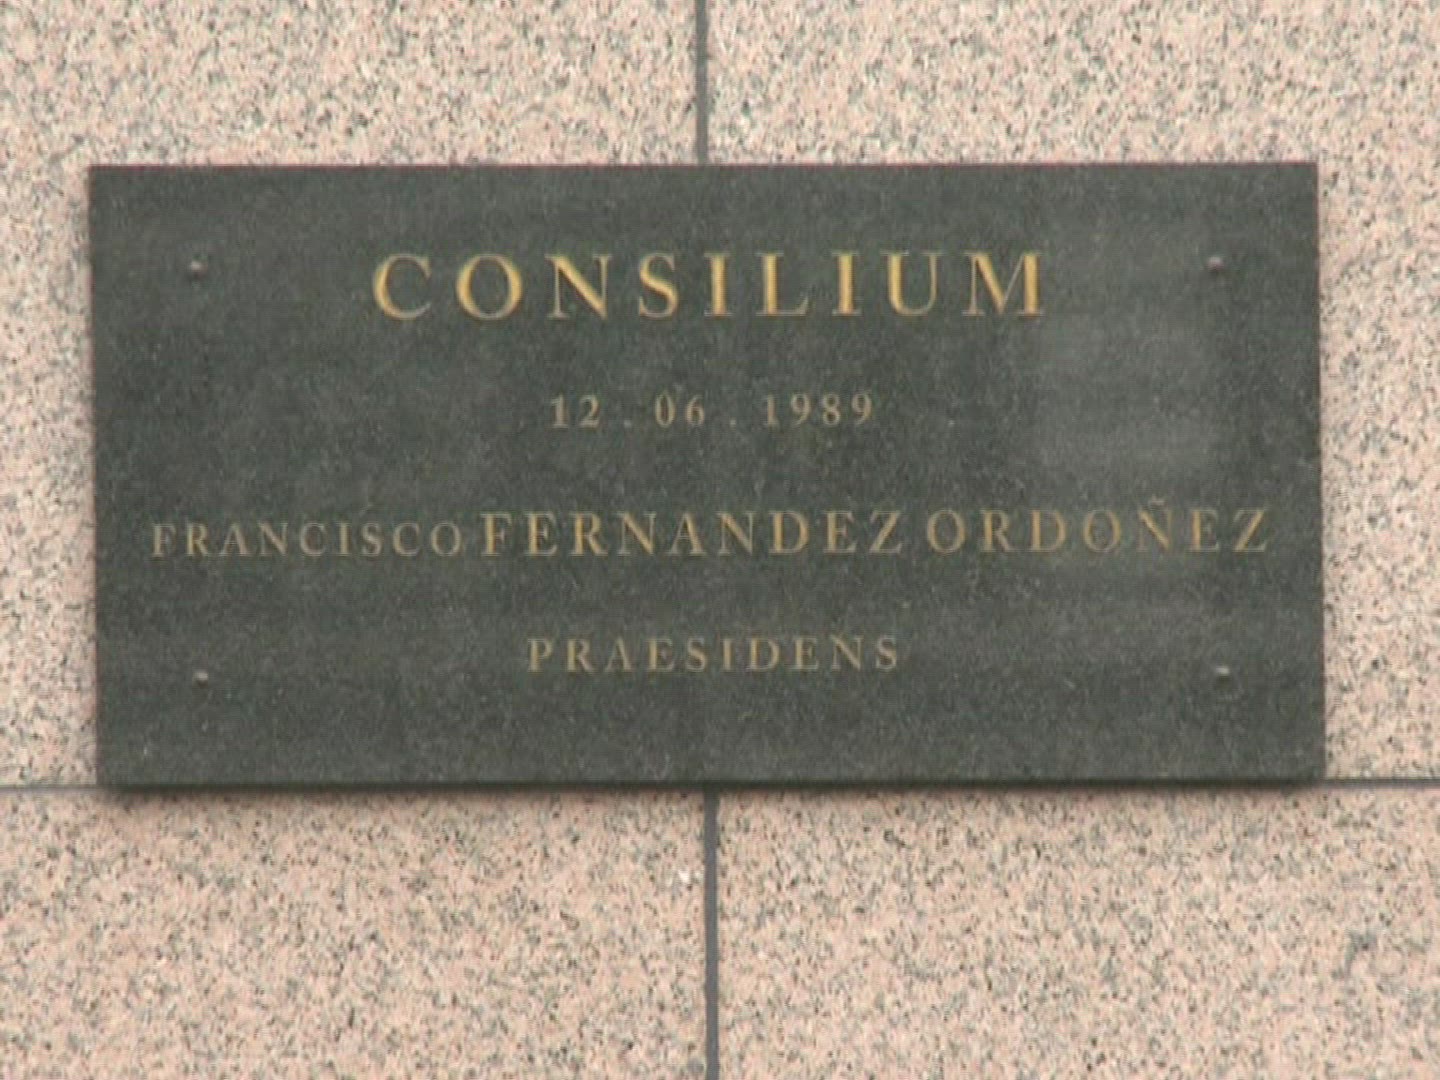 CONSILIUM
12.06.1989
FRANCISCO FERNANDEZ ORDOÑEZ
PRAESIDENS